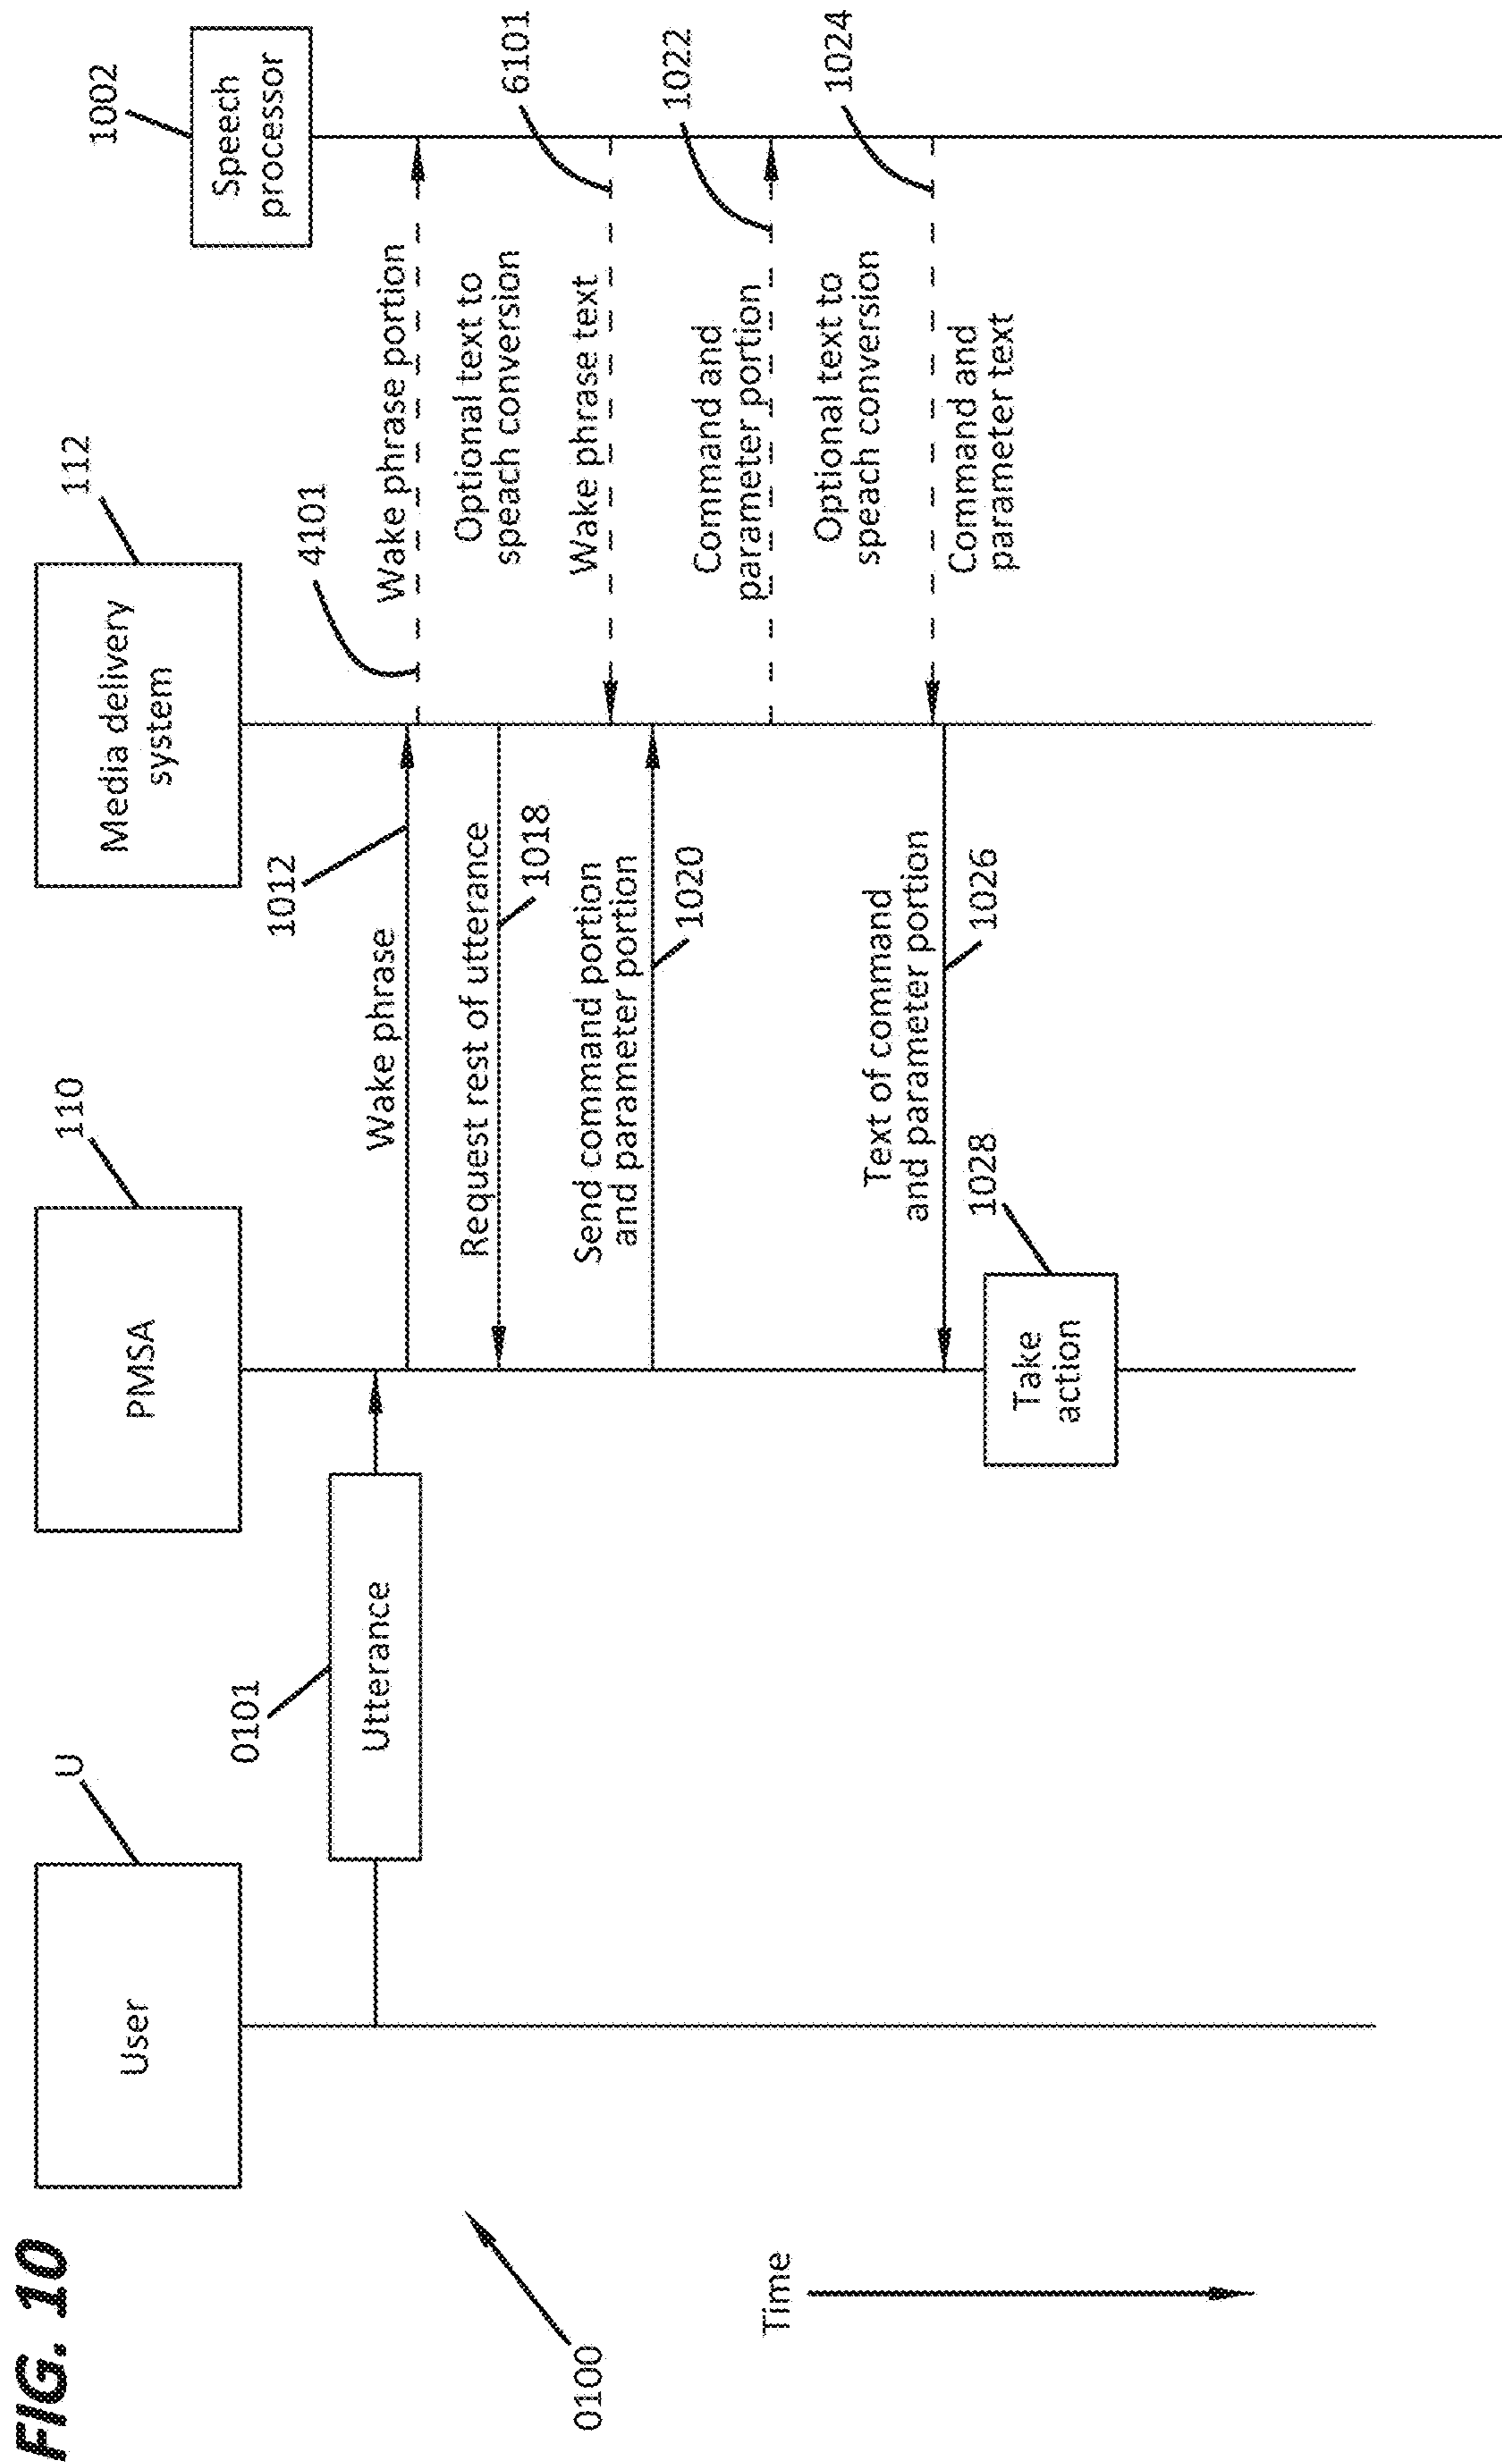 FIG. 10
User
U
PMSA
110
Media delivery
system
112
Speech
processor
1002
0100
Time
0101
Utterance
Wake phrase
1012
4101
Wake phrase portion
Request rest of utterance
1018
Optional text to
speach conversion
Wake phrase text
6101
Send command portion
and parameter portion
1020
Command and
parameter portion
1022
Optional text to
speach conversion
1024
Command and
parameter text
Text of command
and parameter portion
1026
1028
Take
action